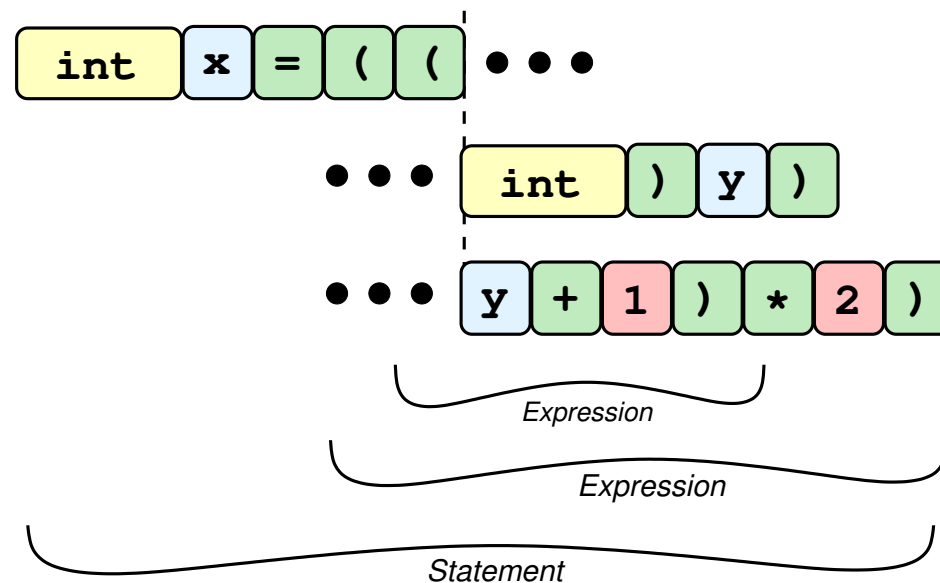 int x = ( ( •••
••• int ) y )
••• y + 1 ) * 2 )
Expression
Expression
Statement